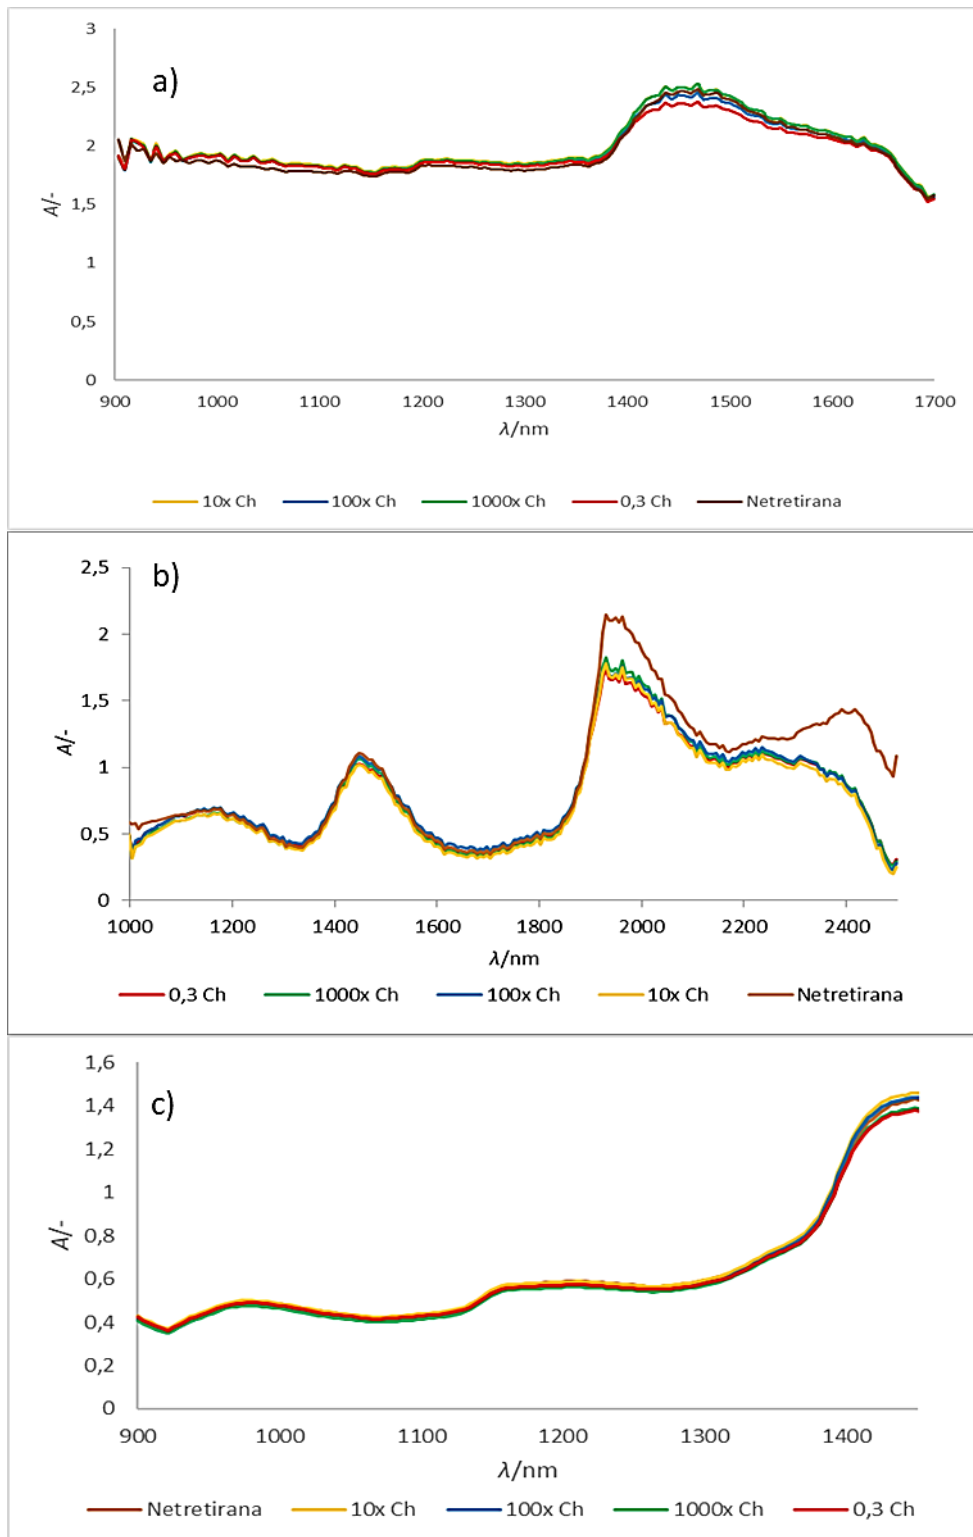 a)
3
2,5
2
1,5
1
0,5
0
A/-
900 1000 1100 1200 1300 1400 1500 1600 1700
λ/nm
10x Ch 100x Ch 1000x Ch 0,3 Ch Netretirana
b)
2,5
2
1,5
1
0,5
0
A/-
1000 1200 1400 1600 1800 2000 2200 2400
λ/nm
0,3 Ch 1000x Ch 100x Ch 10x Ch Netretirana
c)
1,6
1,4
1,2
1
0,8
0,6
0,4
0,2
0
A/-
900 1000 1100 1200 1300 1400
λ/nm
Netretirana 10x Ch 100x Ch 1000x Ch 0,3 Ch